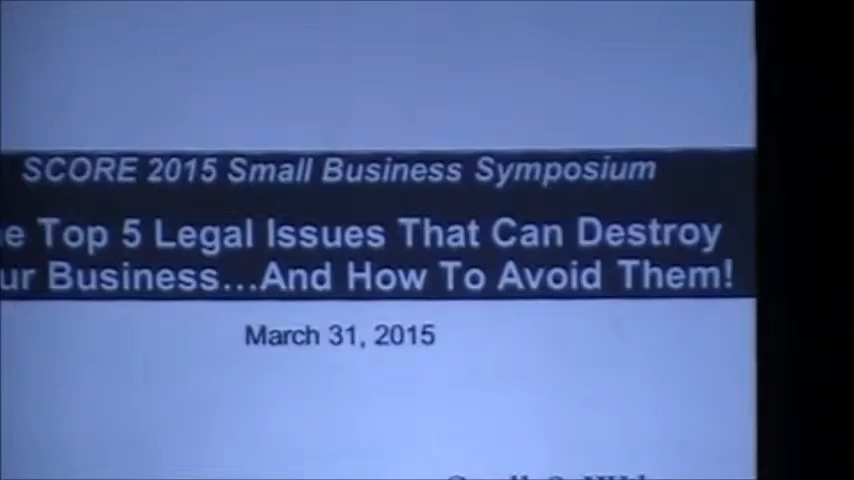 SCORE 2015 Small Business Symposium
Top 5 Legal Issues That Can Destroy
Business...And How To Avoid Them!
March 31, 2015